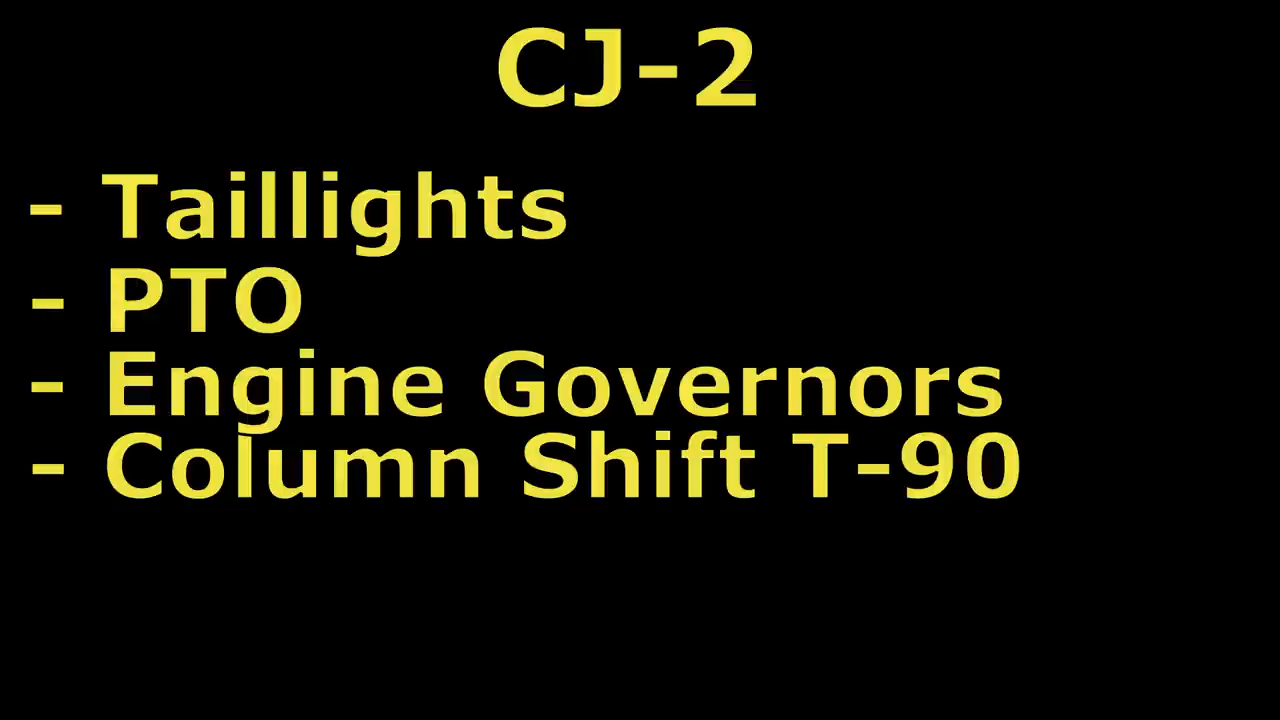 CJ-2
- Taillights
- PTO
- Engine Governors
- Column Shift T-90